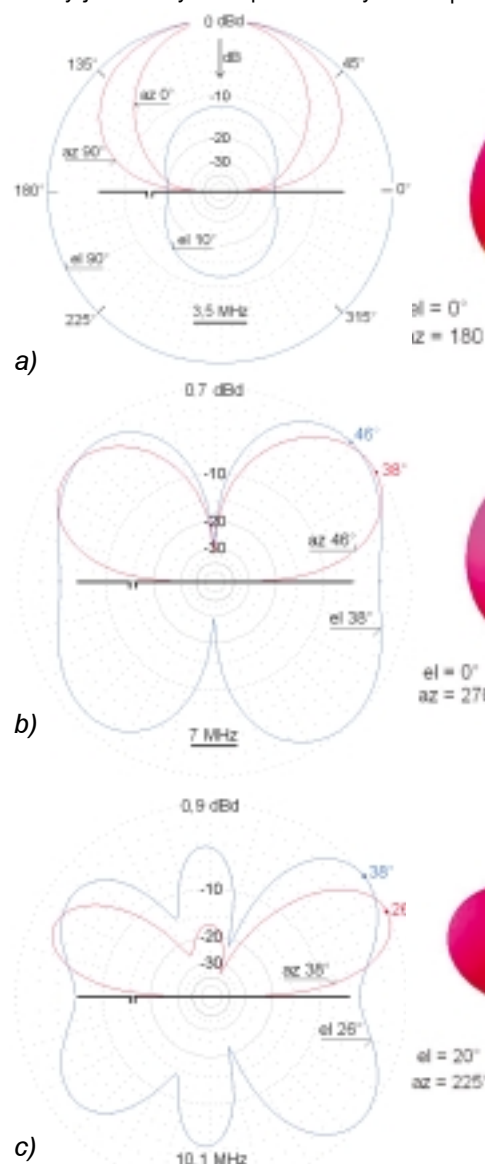 0 dBd
135°
dB
45°
az 0°
-10
-20
-30
az 90°
180°
0°
el 10°
el 90°
225°
3,5 MHz
315°
el = 0°
az = 180
a)
0.7 dBd
46°
-10
38°
-20
-30
az 46°
el 38°
el = 0°
b)
7 MHz
0,9 dBd
38°
-10
26
-20
-30
az 38°
el 26°
el = 20°
az = 225°
c)
10,1 MHz